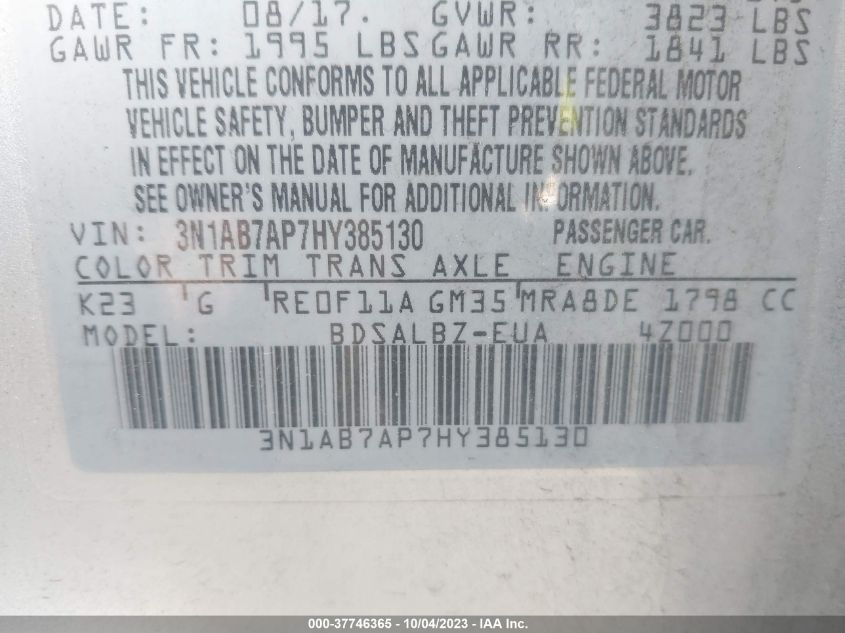 DATE: 08/17. GVWR: 3823 LBS
GAWR FR: 1995 LBS GAWR RR: 1841 LBS
THIS VEHICLE CONFORMS TO ALL APPLICABLE FEDERAL MOTOR
VEHICLE SAFETY, BUMPER AND THEFT PREVENTION STANDARDS
IN EFFECT ON THE DATE OF MANUFACTURE SHOWN ABOVE.
SEE OWNER'S MANUAL FOR ADDITIONAL INFORMATION.
VIN: 3N1AB7AP7HY385130 PASSENGER CAR.
COLOR TRIM TRANS AXLE ENGINE
K23 G RE0F11A GM35 MRA8DE 1798 CC
MODEL: BDSALBZ-EUA 4Z000
3N1AB7AP7HY385130
000-37746365 - 10/04/2023 - IAA Inc.